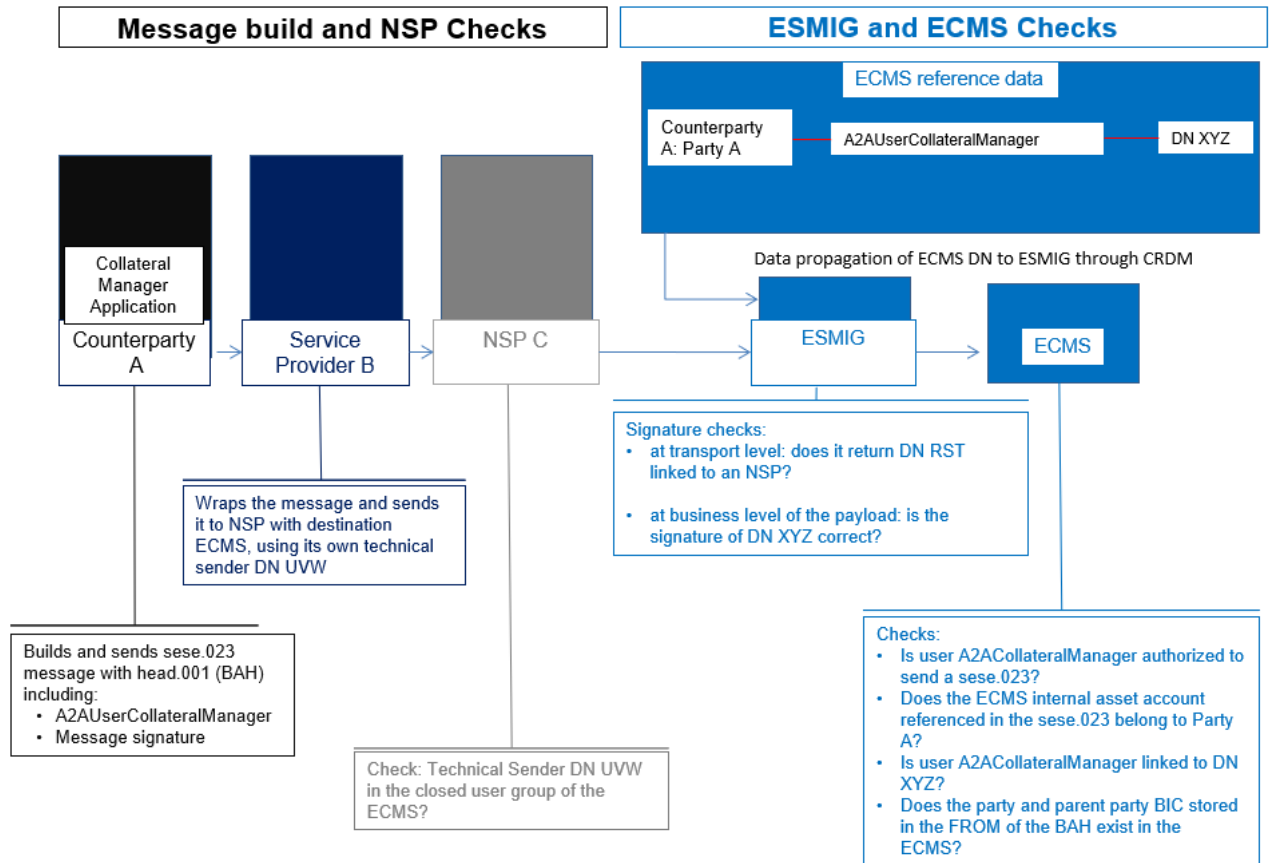 Message build and NSP Checks
ESMIG and ECMS Checks
ECMS reference data
Counterparty
A: Party A
A2AUserCollateralManager
DN XYZ
Data propagation of ECMS DN to ESMIG through CRDM
Collateral
Manager
Application
Counterparty
A
Service
Provider B
NSP C
ESMIG
ECMS
Signature checks:
• at transport level: does it return DN RST
linked to an NSP?
• at business level of the payload: is the
signature of DN XYZ correct?
Wraps the message and sends
it to NSP with destination
ECMS, using its own technical
sender DN UVW
Builds and sends sese.023
message with head.001 (BAH)
including:
• A2AUserCollateralManager
• Message signature
Check: Technical Sender DN UVW
in the closed user group of the
ECMS?
Checks:
• Is user A2ACollateralManager authorized to
send a sese.023?
• Does the ECMS internal asset account
referenced in the sese.023 belong to Party
A?
• Is user A2ACollateralManager linked to DN
XYZ?
• Does the party and parent party BIC stored
in the FROM of the BAH exist in the
ECMS?